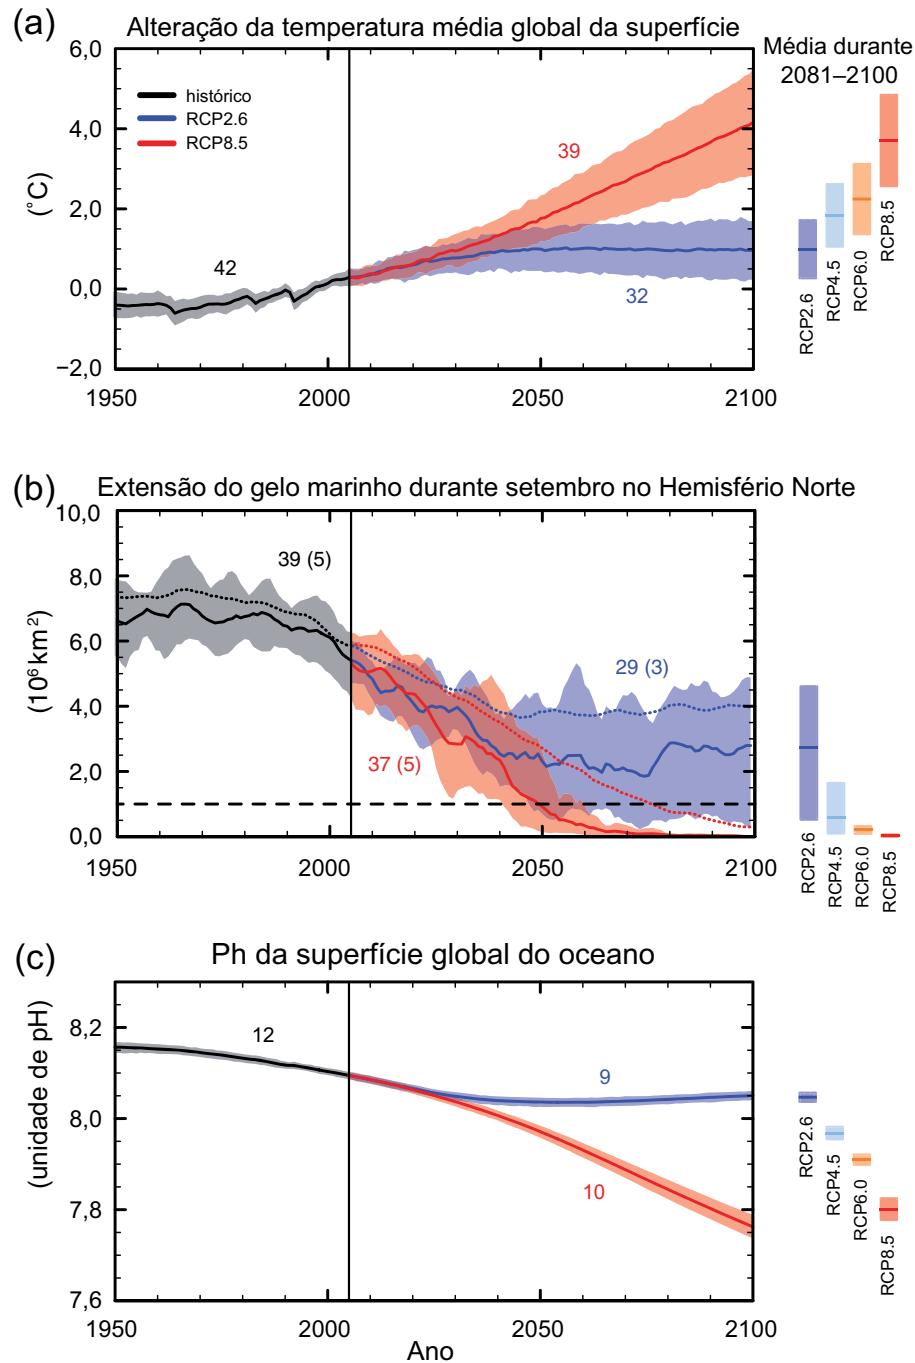 (a)
Alteração da temperatura média global da superfície
Média durante
2081–2100
6,0
4,0
2,0
0,0
−2,0
(°C)
histórico
RCP2.6
RCP8.5
42
39
32
1950
2000
2050
2100
RCP2.6
RCP4.5
RCP6.0
RCP8.5
(b)
Extensão do gelo marinho durante setembro no Hemisfério Norte
10,0
8,0
6,0
4,0
2,0
0,0
(10⁶ km²)
39 (5)
29 (3)
37 (5)
1950
2000
2050
2100
RCP2.6
RCP4.5
RCP6.0
RCP8.5
(c)
Ph da superfície global do oceano
8,2
8,0
7,8
7,6
(unidade de pH)
12
9
10
1950
2000
2050
2100
Ano
RCP2.6
RCP4.5
RCP6.0
RCP8.5